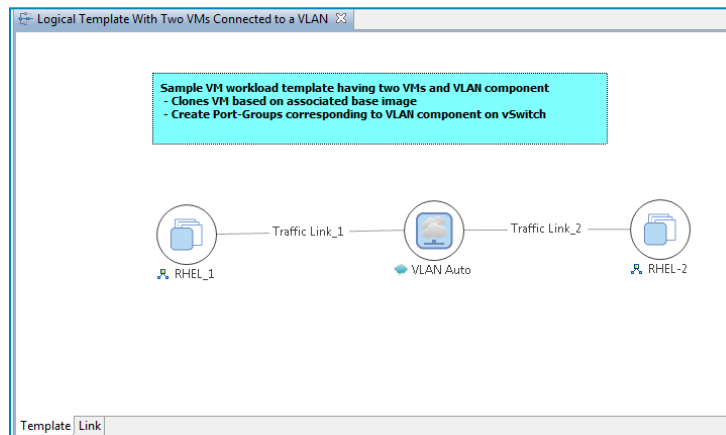 Logical Template With Two VMs Connected to a VLAN
Sample VM workload template having two VMs and VLAN component
- Clones VM based on associated base image
- Create Port-Groups corresponding to VLAN component on vSwitch
Traffic Link_1
Traffic Link_2
RHEL_1
VLAN Auto
RHEL-2
Template
Link